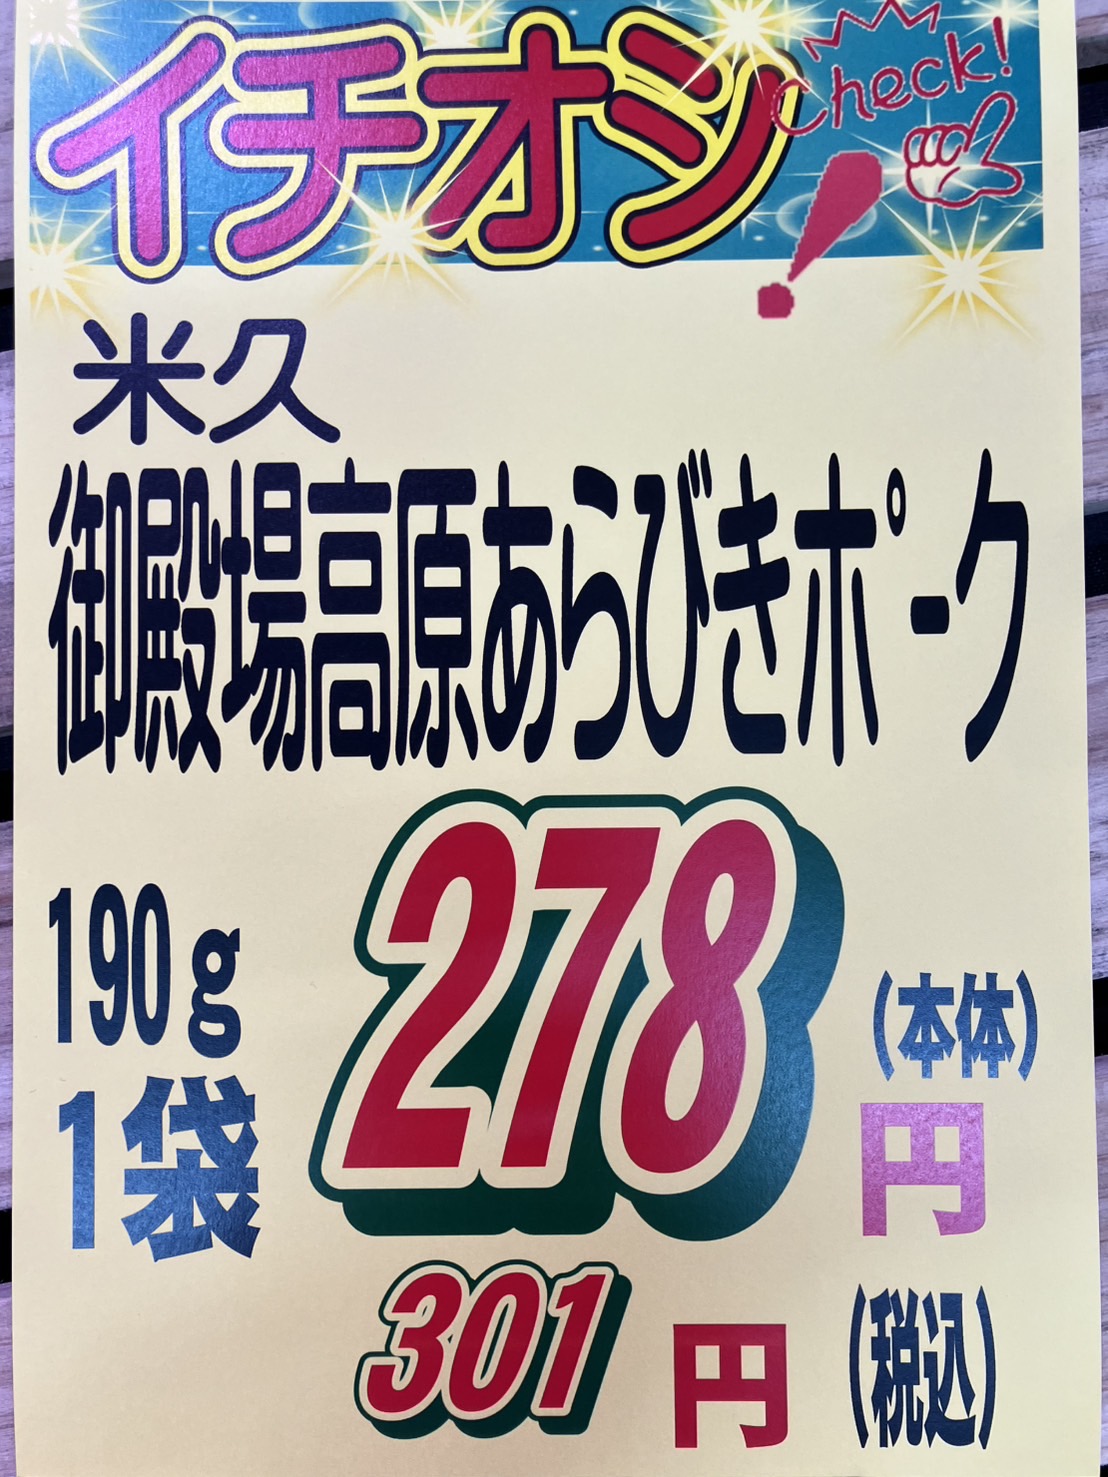 イチオシ!
Check!
米久
御殿場高原あらびきポーク
190g
1袋
278
(本体)
円
301円(税込)